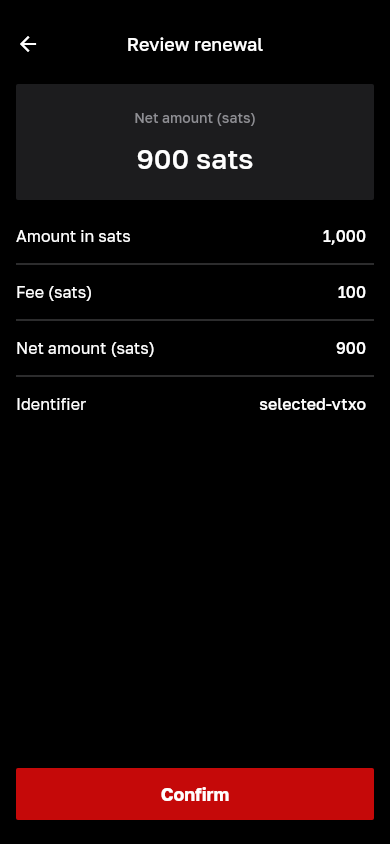 Review renewal
Net amount (sats)
900 sats
Amount in sats 1,000
Fee (sats) 100
Net amount (sats) 900
Identifier selected-vtxo
Confirm